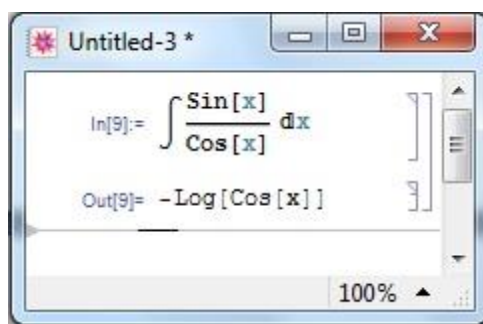 Untitled-3 *
In[9]:= ∫ Sin[x]/Cos[x] ⅆx
Out[9]= -Log[Cos[x]]
100%